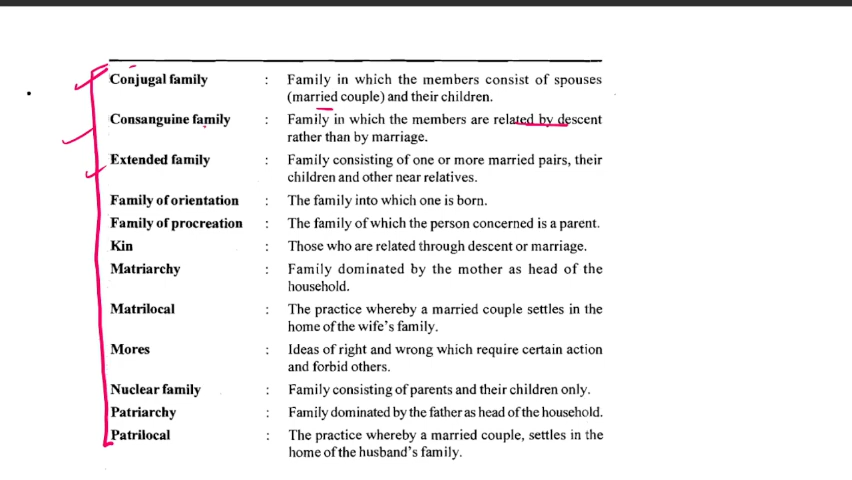 Conjugal family : Family in which the members consist of spouses
(married couple) and their children.
Consanguine family : Family in which the members are related by descent
rather than by marriage.
Extended family : Family consisting of one or more married pairs, their
children and other near relatives.
Family of orientation : The family into which one is born.
Family of procreation : The family of which the person concerned is a parent.
Kin : Those who are related through descent or marriage.
Matriarchy : Family dominated by the mother as head of the
household.
Matrilocal : The practice whereby a married couple settles in the
home of the wife's family.
Mores : Ideas of right and wrong which require certain action
and forbid others.
Nuclear family : Family consisting of parents and their children only.
Patriarchy : Family dominated by the father as head of the household.
Patrilocal : The practice whereby a married couple, settles in the
home of the husband's family.